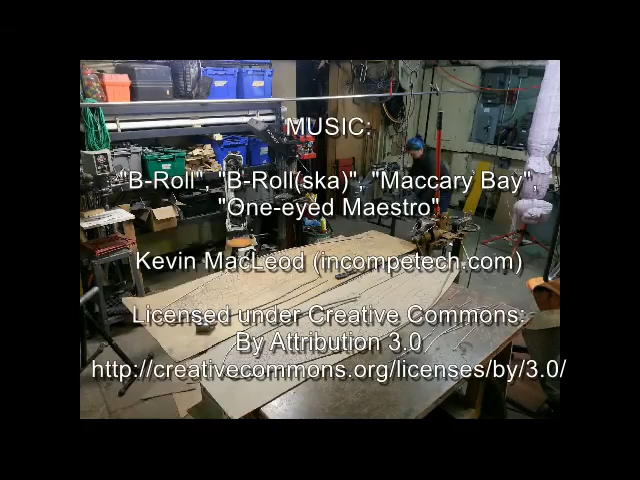 MUSIC:
"B-Roll", "B-Roll(ska)", "Maccary Bay",
"One-eyed Maestro"
Kevin MacLeod (incompetech.com)
Licensed under Creative Commons:
By Attribution 3.0
http://creativecommons.org/licenses/by/3.0/